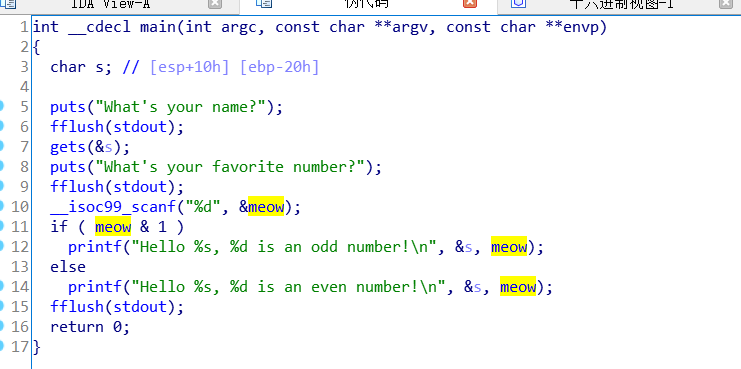 IDA View-A 伪代码 十六进制视图-1
1 int __cdecl main(int argc, const char **argv, const char **envp)
2 {
3 char s; // [esp+10h] [ebp-20h]
4
5 puts("What's your name?");
6 fflush(stdout);
7 gets(&s);
8 puts("What's your favorite number?");
9 fflush(stdout);
10 __isoc99_scanf("%d", &meow);
11 if ( meow & 1 )
12 printf("Hello %s, %d is an odd number!\n", &s, meow);
13 else
14 printf("Hello %s, %d is an even number!\n", &s, meow);
15 fflush(stdout);
16 return 0;
17 }